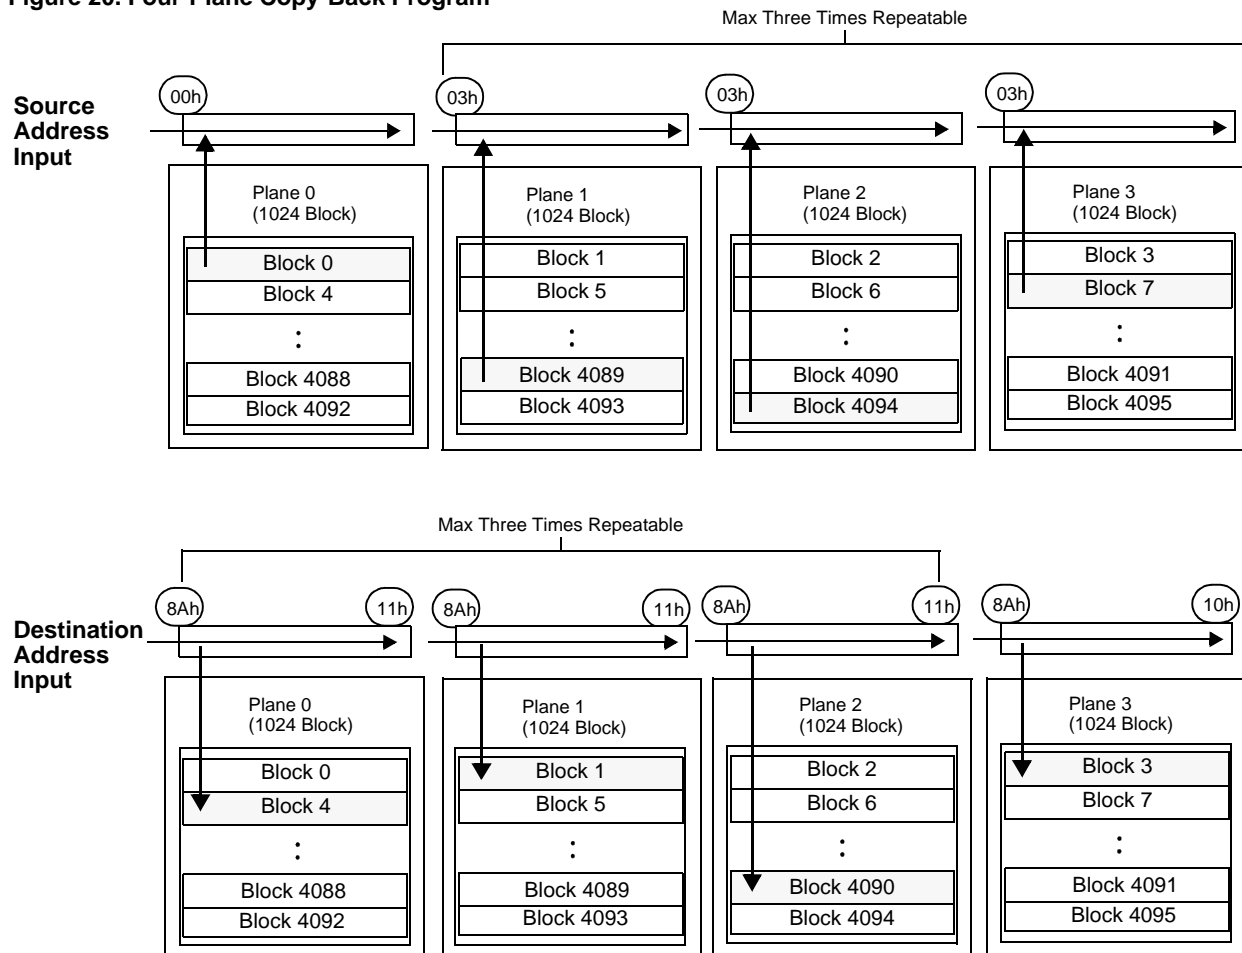 Figure 20. Four-Plane Copy-Back Program
Max Three Times Repeatable
Source
Address
Input
00h
03h
03h
03h
Plane 0
(1024 Block)
Block 0
Block 4
:
Block 4088
Block 4092
Plane 1
(1024 Block)
Block 1
Block 5
:
Block 4089
Block 4093
Plane 2
(1024 Block)
Block 2
Block 6
:
Block 4090
Block 4094
Plane 3
(1024 Block)
Block 3
Block 7
:
Block 4091
Block 4095
Max Three Times Repeatable
Destination
Address
Input
8Ah
11h
8Ah
11h
8Ah
11h
8Ah
10h
Plane 0
(1024 Block)
Block 0
Block 4
:
Block 4088
Block 4092
Plane 1
(1024 Block)
Block 1
Block 5
:
Block 4089
Block 4093
Plane 2
(1024 Block)
Block 2
Block 6
:
Block 4090
Block 4094
Plane 3
(1024 Block)
Block 3
Block 7
:
Block 4091
Block 4095